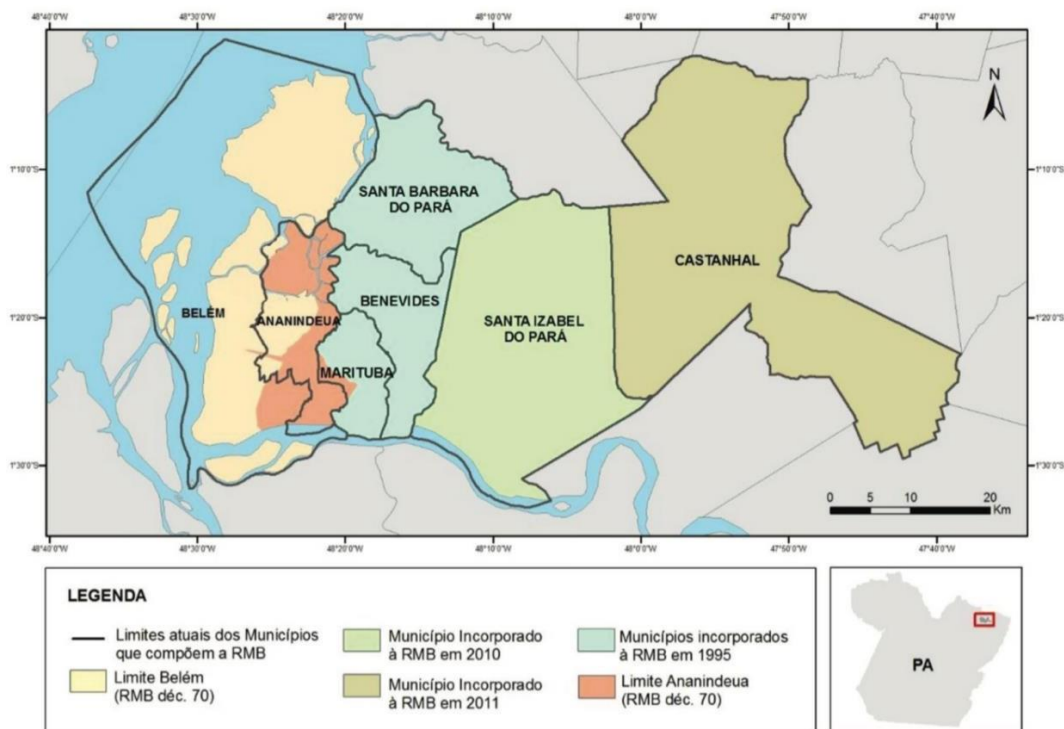 48°40'0"W 48°30'0"W 48°20'0"W 48°10'0"W 48°0'0"W 47°50'0"W 47°40'0"W
N
1°10'0"S 1°10'0"S
SANTA BARBARA
DO PARÁ
CASTANHAL
BENEVIDES
BELÉM
ANANINDEUA
1°20'0"S 1°20'0"S
SANTA IZABEL
DO PARÁ
MARITUBA
1°30'0"S 1°30'0"S
0 5 10 20
Km
48°40'0"W 48°30'0"W 48°20'0"W 48°10'0"W 48°0'0"W 47°50'0"W 47°40'0"W
LEGENDA
Limites atuais dos Municípios
que compõem a RMB
Município Incorporado
à RMB em 2010
Municípios incorporados
à RMB em 1995
Limite Belém
(RMB déc. 70)
Município Incorporado
à RMB em 2011
Limite Ananindeua
(RMB déc. 70)
PA